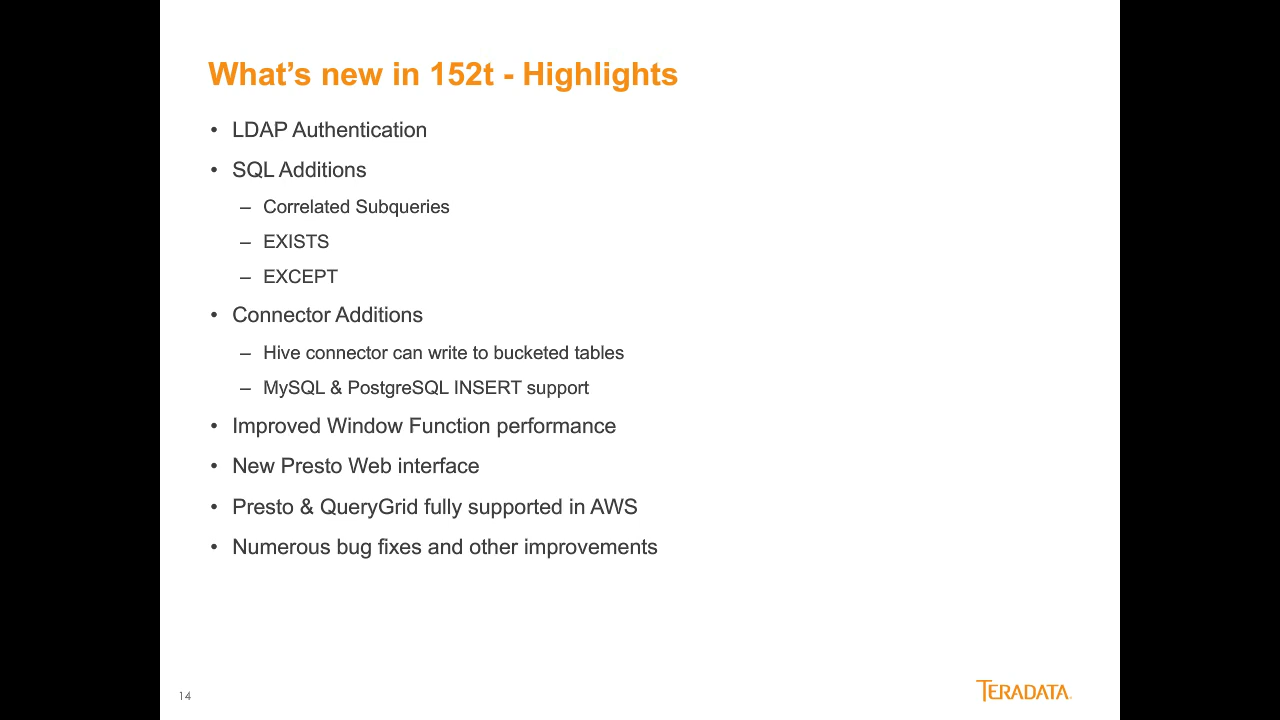 What’s new in 152t - Highlights
• LDAP Authentication
• SQL Additions
– Correlated Subqueries
– EXISTS
– EXCEPT
• Connector Additions
– Hive connector can write to bucketed tables
– MySQL & PostgreSQL INSERT support
• Improved Window Function performance
• New Presto Web interface
• Presto & QueryGrid fully supported in AWS
• Numerous bug fixes and other improvements
14
TERADATA